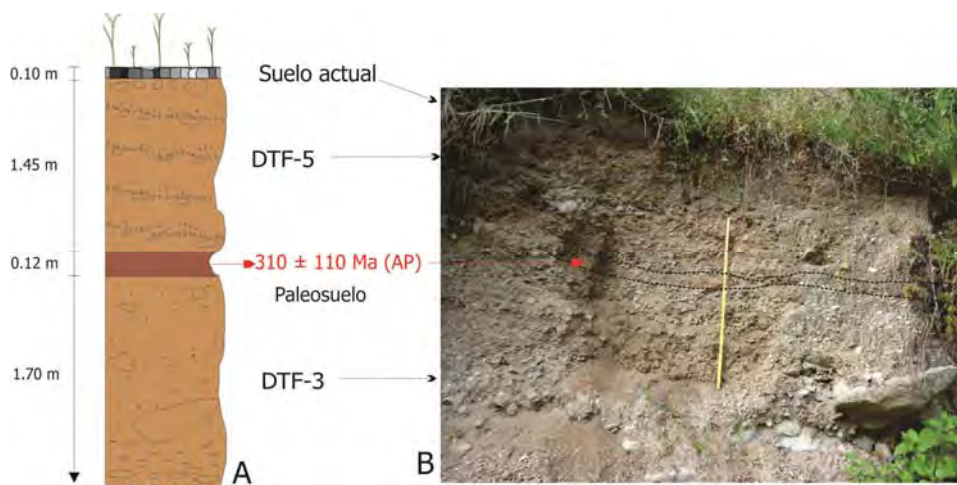 0.10 m
Suelo actual
1.45 m
DTF-5
0.12 m
310 ± 110 Ma (AP)
Paleosuelo
1.70 m
DTF-3
A
B